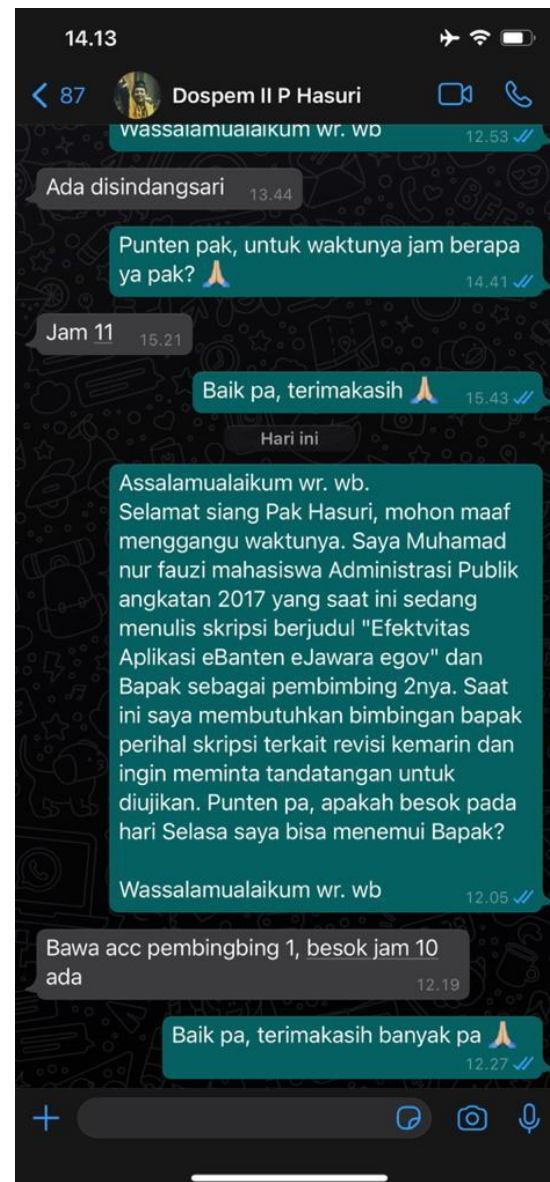 14.13
87 Dospem II P Hasuri
Wassalamualaikum wr. wb 12.53
Ada disindangsari 13.44
Punten pak, untuk waktunya jam berapa
ya pak? 🙏 14.41
Jam 11 15.21
Baik pa, terimakasih 🙏 15.43
Hari ini
Assalamualaikum wr. wb.
Selamat siang Pak Hasuri, mohon maaf
menggangu waktunya. Saya Muhamad
nur fauzi mahasiswa Administrasi Publik
angkatan 2017 yang saat ini sedang
menulis skripsi berjudul "Efektvitas
Aplikasi eBanten eJawara egov" dan
Bapak sebagai pembimbing 2nya. Saat
ini saya membutuhkan bimbingan bapak
perihal skripsi terkait revisi kemarin dan
ingin meminta tandatangan untuk
diujikan. Punten pa, apakah besok pada
hari Selasa saya bisa menemui Bapak?
Wassalamualaikum wr. wb 12.05
Bawa acc pembingbing 1, besok jam 10
ada 12.19
Baik pa, terimakasih banyak pa 🙏
12.27